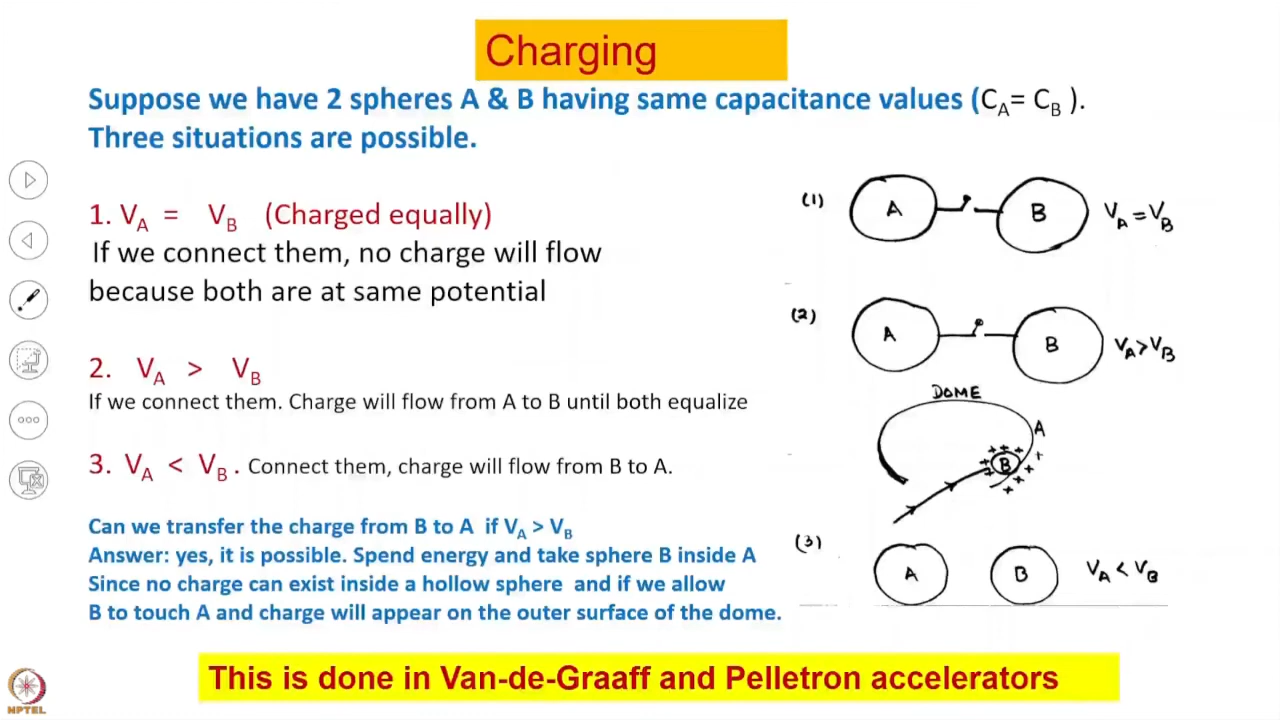 Charging
Suppose we have 2 spheres A & B having same capacitance values (CA= CB ).
Three situations are possible.
1. VA = VB (Charged equally)
If we connect them, no charge will flow
because both are at same potential
2. VA > VB
If we connect them. Charge will flow from A to B until both equalize
3. VA < VB . Connect them, charge will flow from B to A.
Can we transfer the charge from B to A if VA > VB
Answer: yes, it is possible. Spend energy and take sphere B inside A
Since no charge can exist inside a hollow sphere and if we allow
B to touch A and charge will appear on the outer surface of the dome.
(1) A B VA = VB
(2) A B VA > VB
DOME
A
B
(3) A B VA < VB
This is done in Van-de-Graaff and Pelletron accelerators
NPTEL